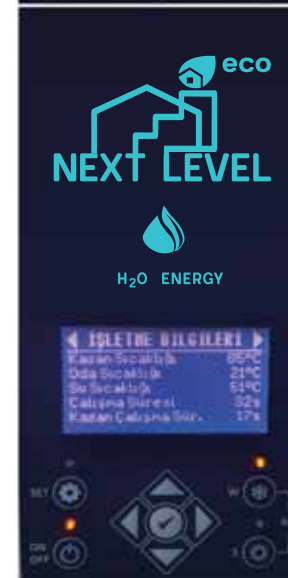 eco
NEXT LEVEL
H₂O ENERGY
İŞLETME BİLGİLERİ
Kazan Sıcaklığı 65°C
Oda Sıcaklığı 21°C
Su Sıcaklığı 51°C
Çalışma Süresi 32s
Kazan Çalışma Sür. 17s
SET
W
ON
OFF
S